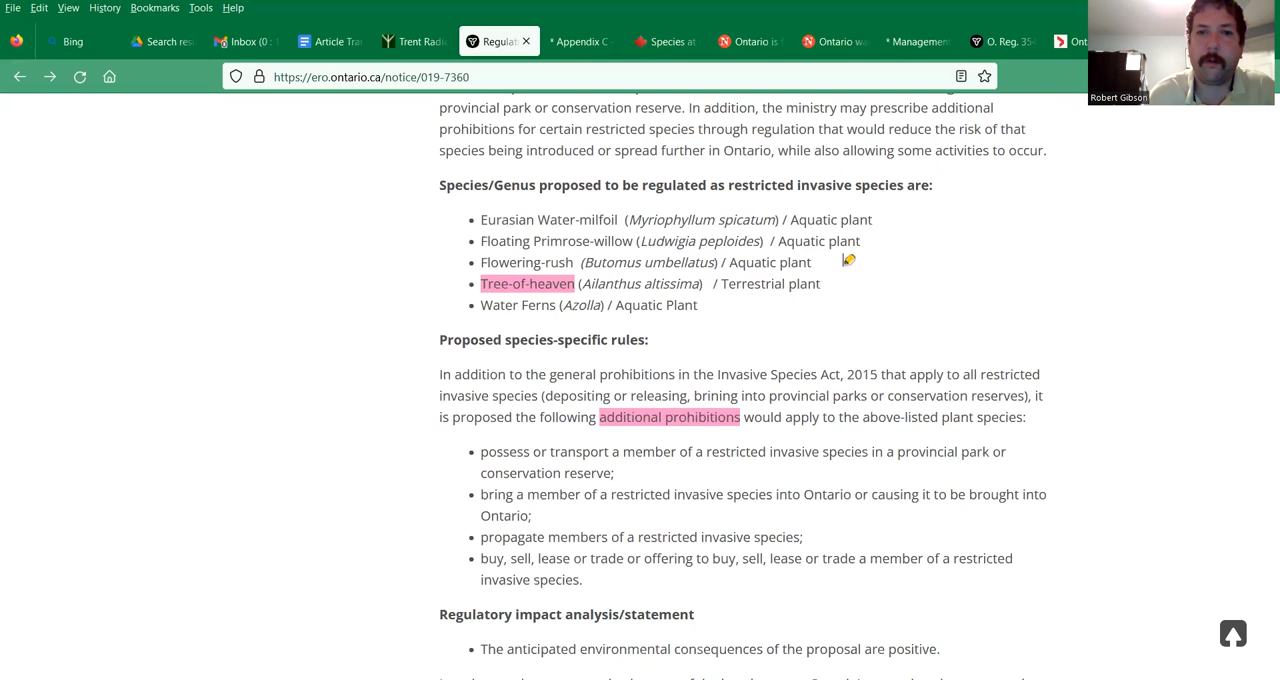 File Edit View History Bookmarks Tools Help
Bing Search res Inbox (0 : Article Tra Trent Radi Regulat × * Appendix C - Species at Ontario is Ontario wa * Managemen O. Reg. 35 Ont
https://ero.ontario.ca/notice/019-7360
Robert Gibson
provincial park or conservation reserve. In addition, the ministry may prescribe additional
prohibitions for certain restricted species through regulation that would reduce the risk of that
species being introduced or spread further in Ontario, while also allowing some activities to occur.
Species/Genus proposed to be regulated as restricted invasive species are:
• Eurasian Water-milfoil (Myriophyllum spicatum) / Aquatic plant
• Floating Primrose-willow (Ludwigia peploides) / Aquatic plant
• Flowering-rush (Butomus umbellatus) / Aquatic plant
• Tree-of-heaven (Ailanthus altissima) / Terrestrial plant
• Water Ferns (Azolla) / Aquatic Plant
Proposed species-specific rules:
In addition to the general prohibitions in the Invasive Species Act, 2015 that apply to all restricted
invasive species (depositing or releasing, brining into provincial parks or conservation reserves), it
is proposed the following additional prohibitions would apply to the above-listed plant species:
• possess or transport a member of a restricted invasive species in a provincial park or
conservation reserve;
• bring a member of a restricted invasive species into Ontario or causing it to be brought into
Ontario;
• propagate members of a restricted invasive species;
• buy, sell, lease or trade or offering to buy, sell, lease or trade a member of a restricted
invasive species.
Regulatory impact analysis/statement
• The anticipated environmental consequences of the proposal are positive.